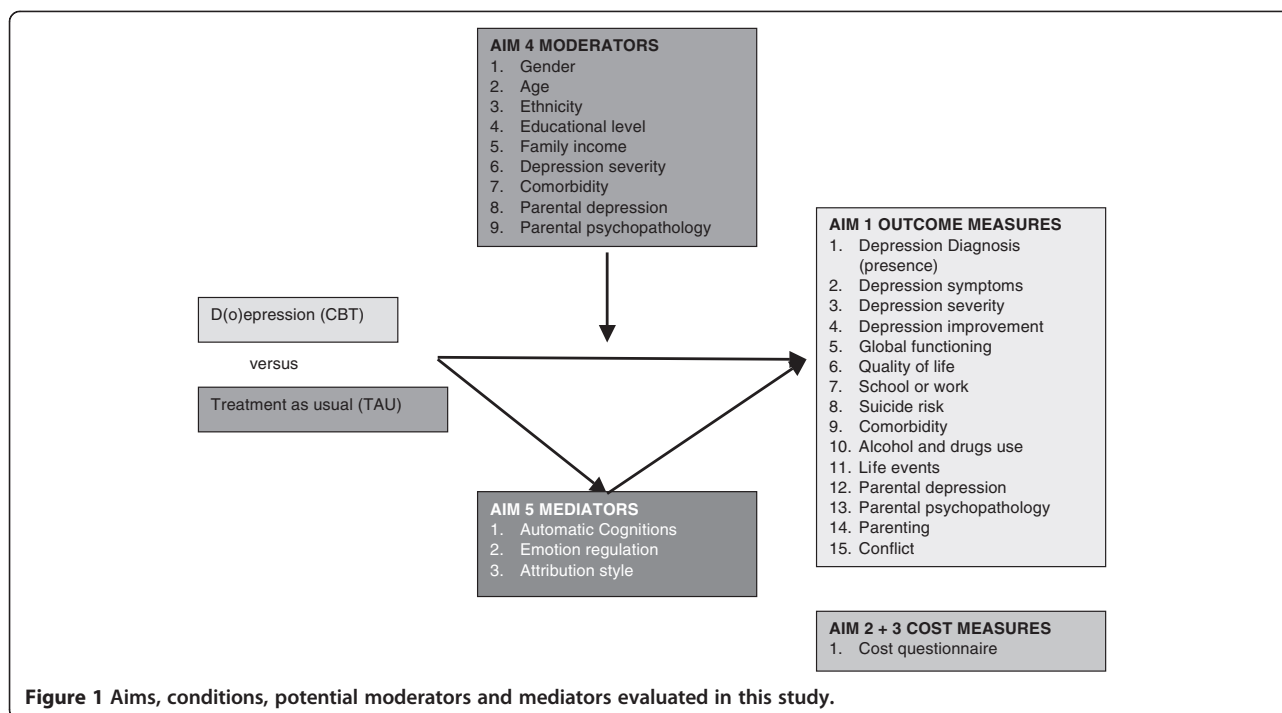 AIM 4 MODERATORS
1. Gender
2. Age
3. Ethnicity
4. Educational level
5. Family income
6. Depression severity
7. Comorbidity
8. Parental depression
9. Parental psychopathology
D(o)epression (CBT)
versus
Treatment as usual (TAU)
AIM 5 MEDIATORS
1. Automatic Cognitions
2. Emotion regulation
3. Attribution style
AIM 1 OUTCOME MEASURES
1. Depression Diagnosis
(presence)
2. Depression symptoms
3. Depression severity
4. Depression improvement
5. Global functioning
6. Quality of life
7. School or work
8. Suicide risk
9. Comorbidity
10. Alcohol and drugs use
11. Life events
12. Parental depression
13. Parental psychopathology
14. Parenting
15. Conflict
AIM 2 + 3 COST MEASURES
1. Cost questionnaire
Figure 1 Aims, conditions, potential moderators and mediators evaluated in this study.